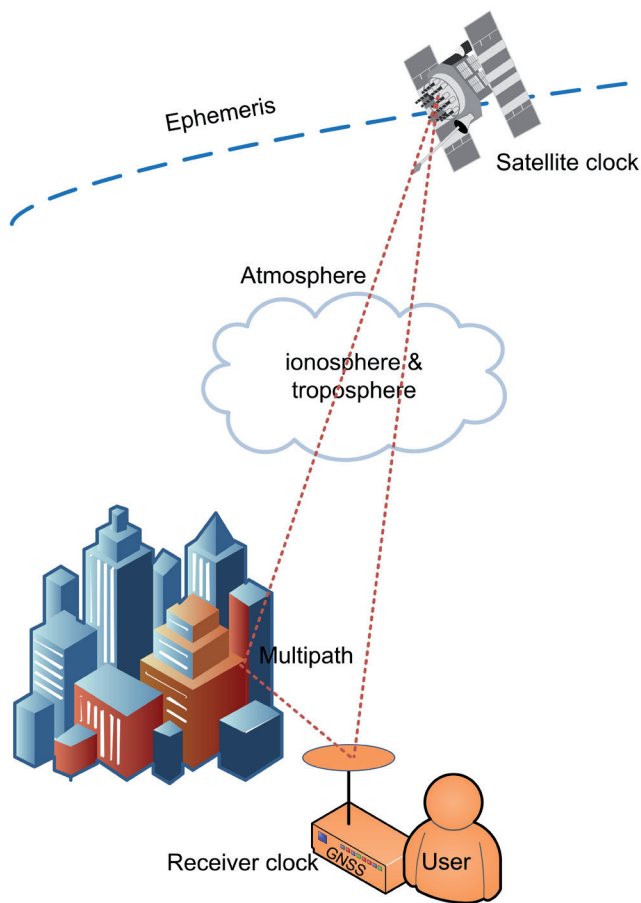 Ephemeris
Satellite clock
Atmosphere
ionosphere &
troposphere
Multipath
Receiver clock
GNSS
User